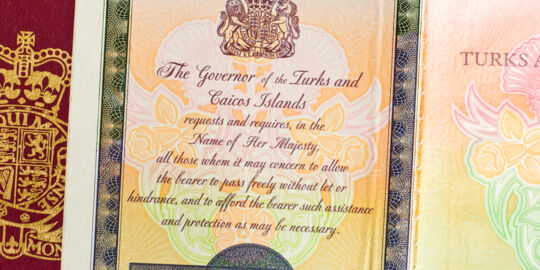 The Governor of the Turks and
Caicos Islands
requests and requires, in the
Name of Her Majesty,
all those whom it may concern to allow
the bearer to pass freely without let or
hindrance, and to afford the bearer such assistance
and protection as may be necessary.
TURKS A
MON